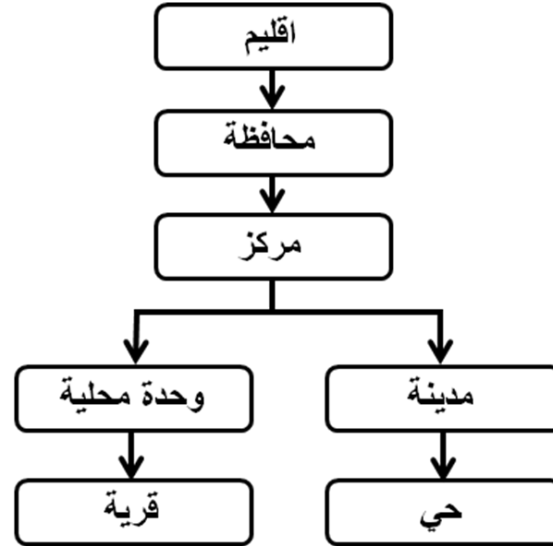 اقليم
محافظة
مركز
مدينة
وحدة محلية
حي
قرية